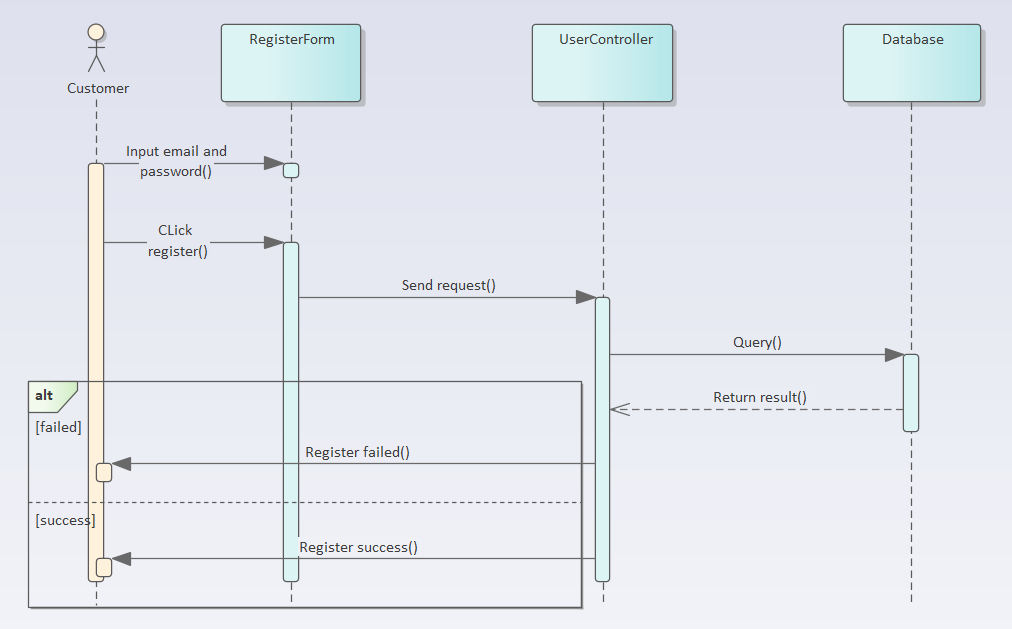 RegisterForm
UserController
Database
Customer
Input email and
password()
CLick
register()
Send request()
Query()
alt
Return result()
[failed]
Register failed()
[success]
Register success()